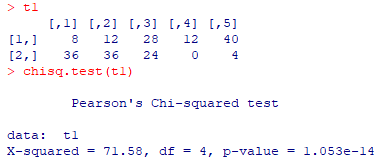 > t1
     [,1] [,2] [,3] [,4] [,5]
[1,]    8   12   28   12   40
[2,]   36   36   24    0    4
> chisq.test(t1)
        Pearson's Chi-squared test
data:  t1
X-squared = 71.58, df = 4, p-value = 1.053e-14